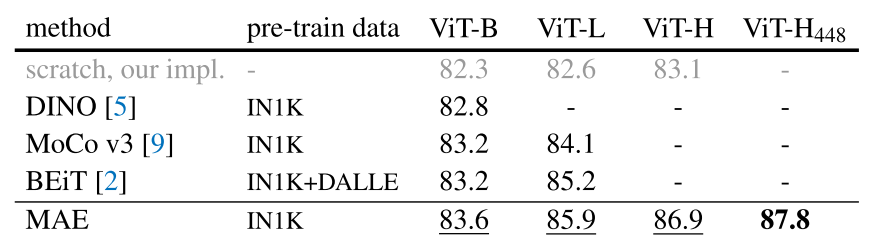 method pre-train data ViT-B ViT-L ViT-H ViT-H448
scratch, our impl. - 82.3 82.6 83.1 -
DINO [5] IN1K 82.8 - - -
MoCo v3 [9] IN1K 83.2 84.1 - -
BEiT [2] IN1K+DALLE 83.2 85.2 - -
MAE IN1K 83.6 85.9 86.9 87.8